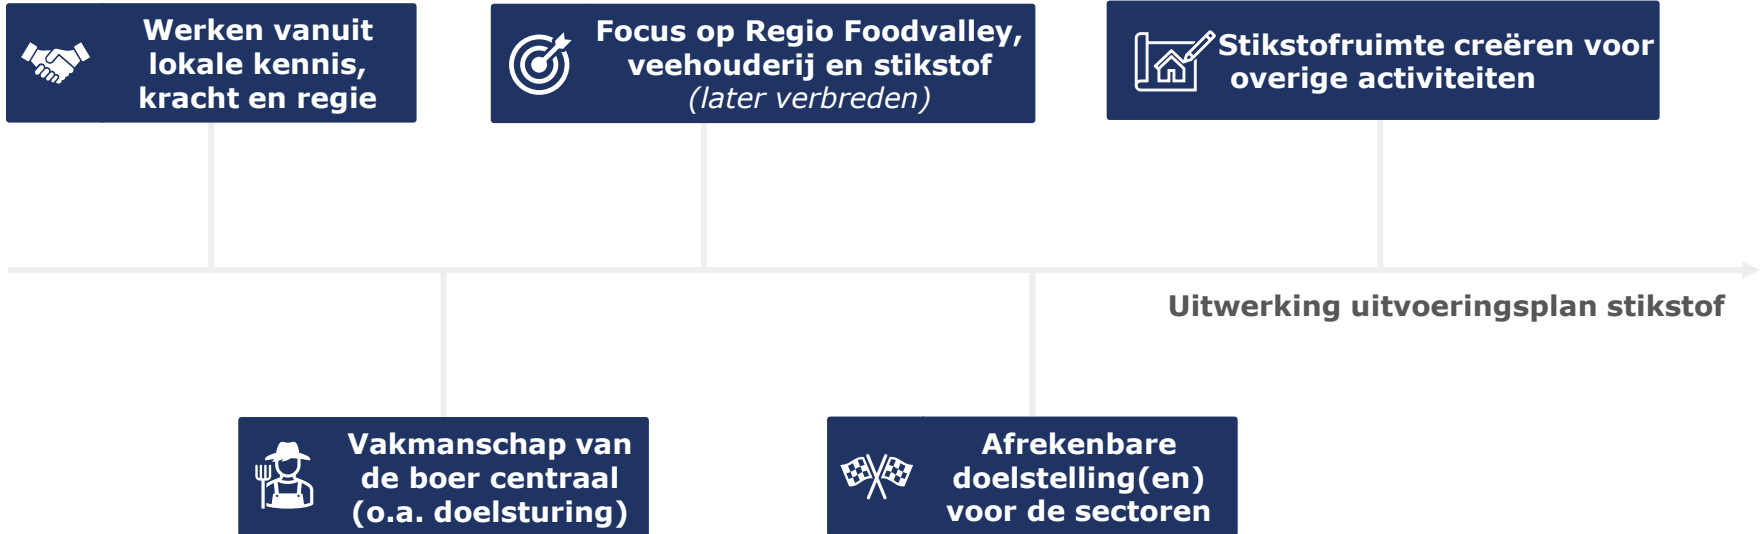 Werken vanuit
lokale kennis,
kracht en regie
Focus op Regio Foodvalley,
veehouderij en stikstof
(later verbreden)
Stikstofruimte creëren voor
overige activiteiten
Uitwerking uitvoeringsplan stikstof
Vakmanschap van
de boer centraal
(o.a. doelsturing)
Afrekenbare
doelstelling(en)
voor de sectoren